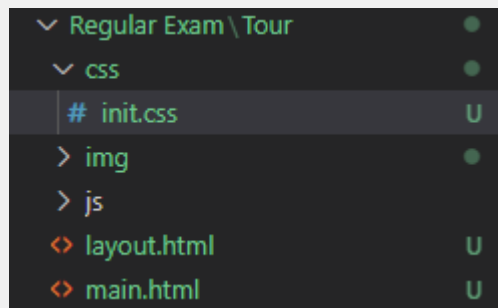 Regular Exam\Tour
css
# init.css U
img
js
<> layout.html U
<> main.html U